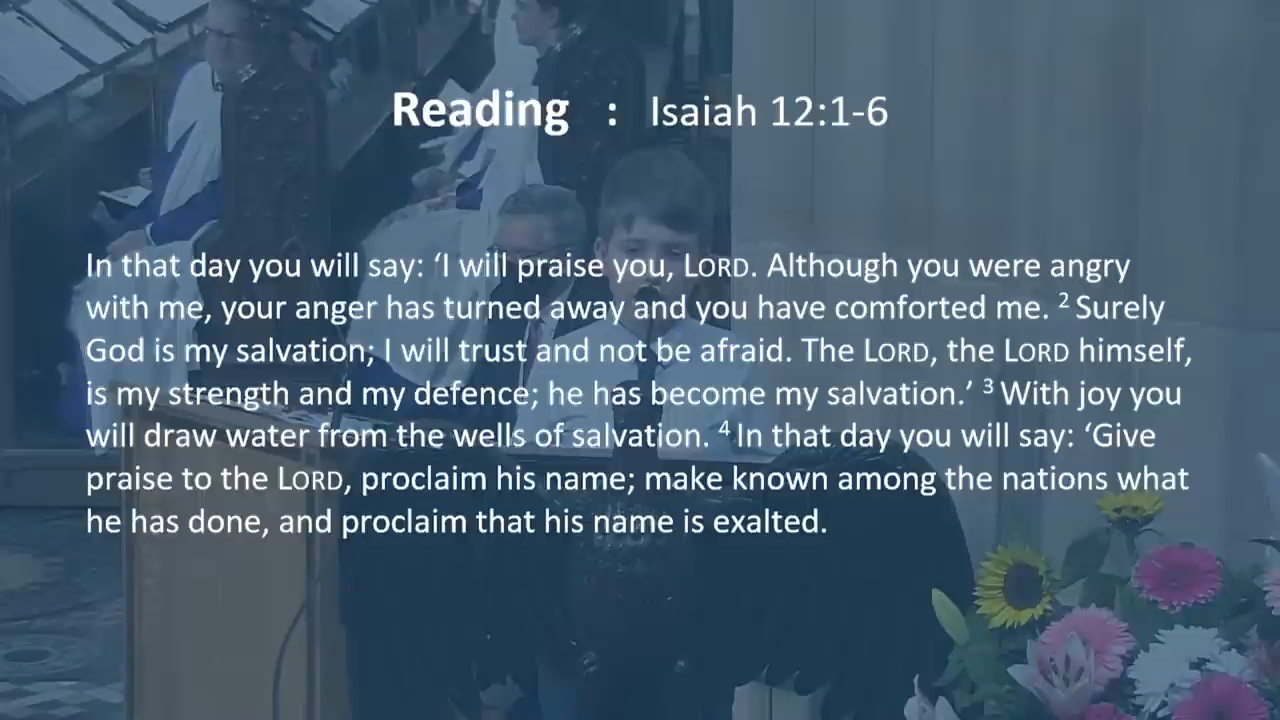 Reading : Isaiah 12:1-6
In that day you will say: ‘I will praise you, LORD. Although you were angry
with me, your anger has turned away and you have comforted me. ² Surely
God is my salvation; I will trust and not be afraid. The LORD, the LORD himself,
is my strength and my defence; he has become my salvation.’ ³ With joy you
will draw water from the wells of salvation. ⁴ In that day you will say: ‘Give
praise to the LORD, proclaim his name; make known among the nations what
he has done, and proclaim that his name is exalted.